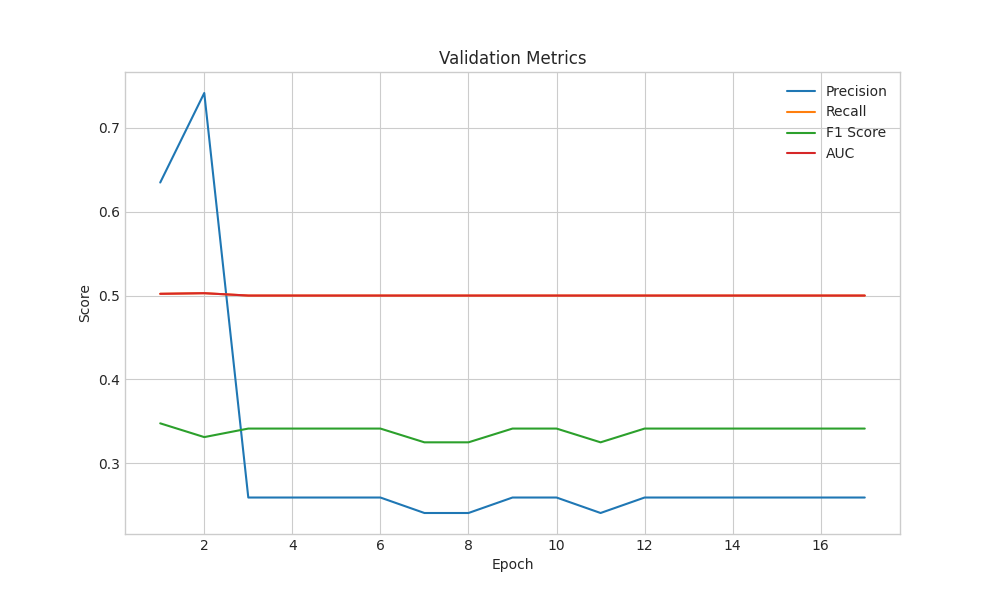 Validation Metrics
Precision
Recall
F1 Score
AUC
0.7
0.6
0.5
0.4
0.3
Score
2 4 6 8 10 12 14 16
Epoch